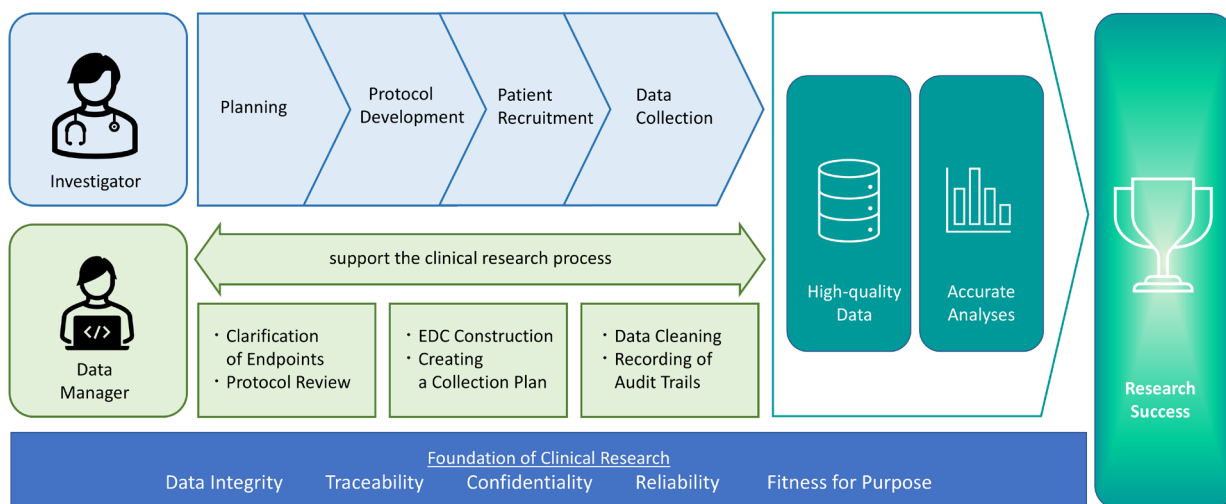 Investigator
Planning
Protocol
Development
Patient
Recruitment
Data
Collection
Data
Manager
</>
support the clinical research process
・Clarification
of Endpoints
・Protocol Review
・EDC Construction
・Creating
a Collection Plan
・Data Cleaning
・Recording of
Audit Trails
High-quality
Data
Accurate
Analyses
Research
Success
Foundation of Clinical Research
Data Integrity Traceability Confidentiality Reliability Fitness for Purpose